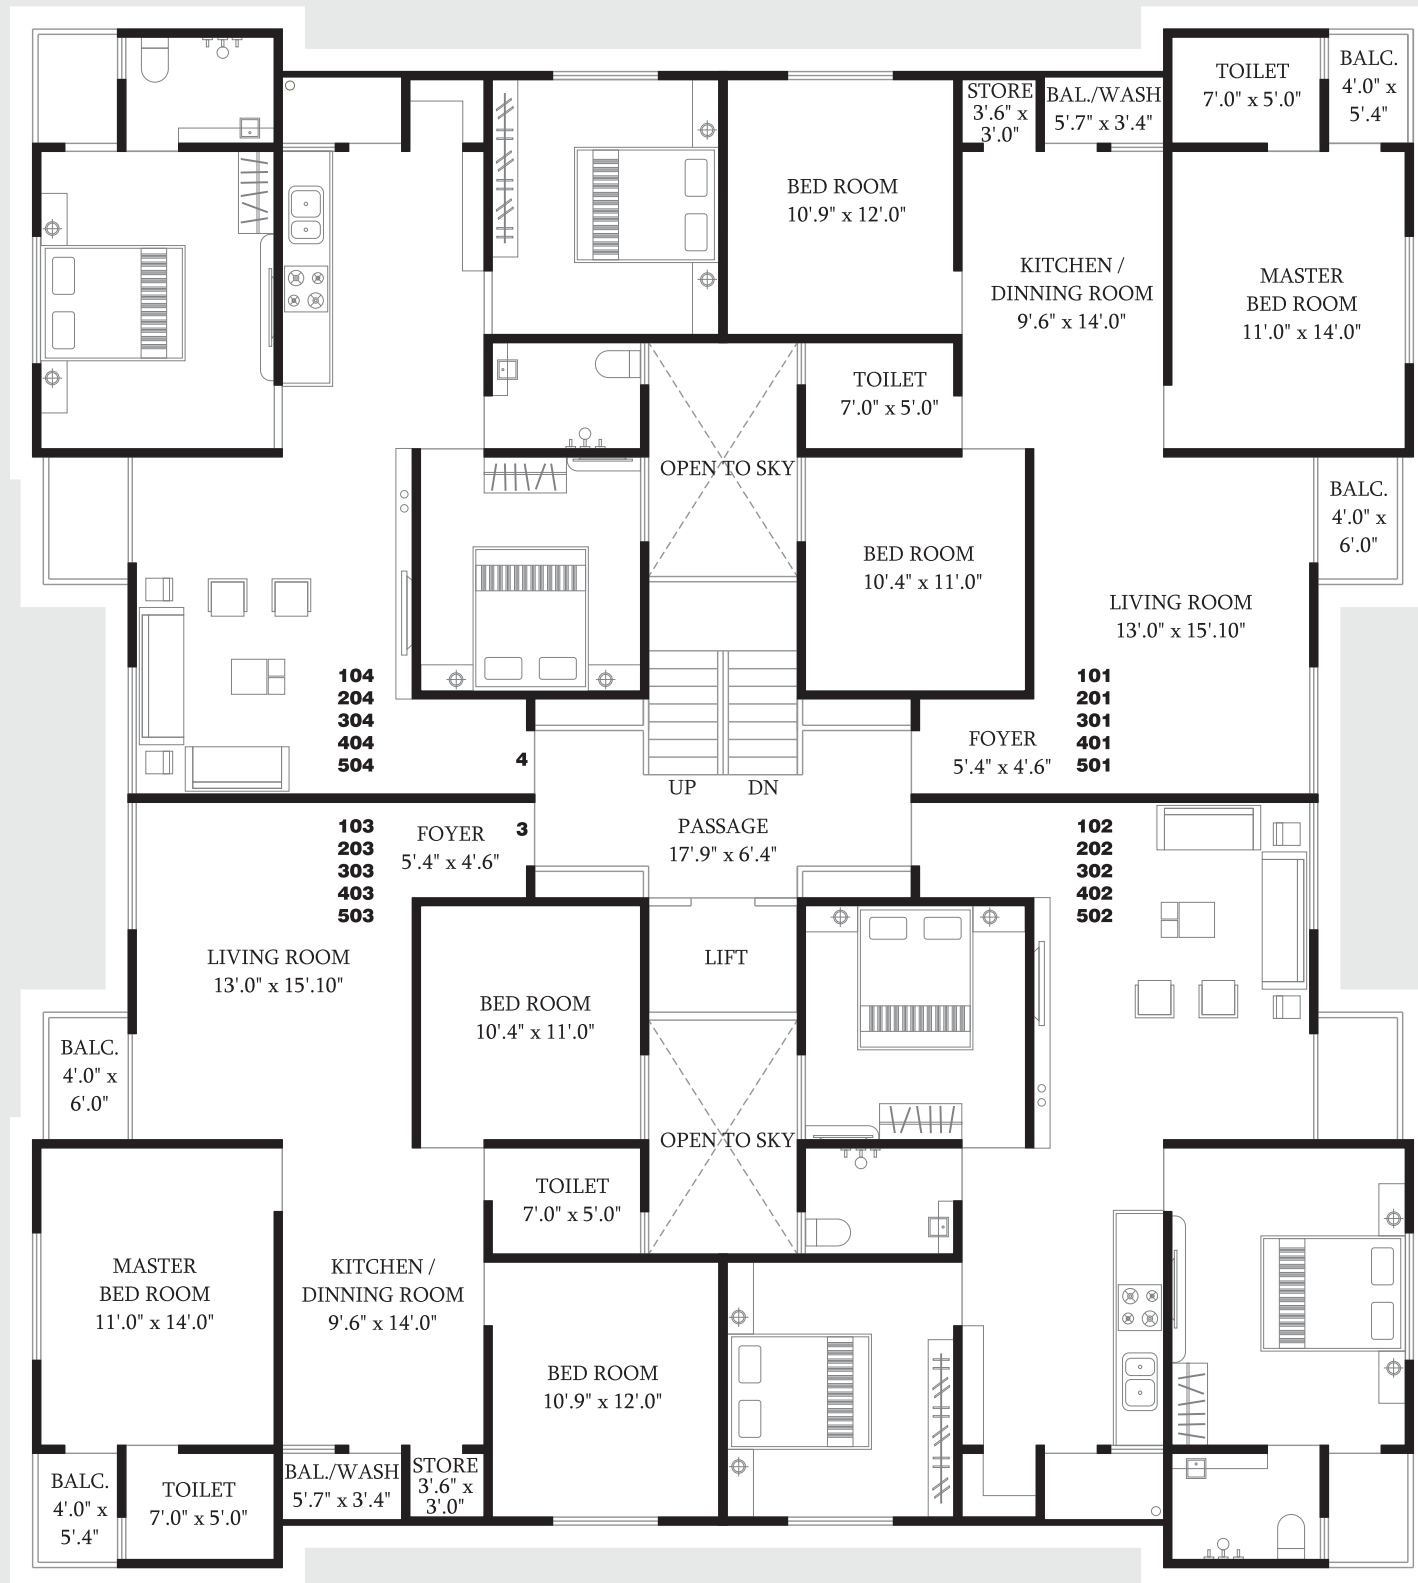 TOILET
7'.0" x 5'.0"
BALC.
4'.0" x
5'.4"
STORE
3'.6" x
3'.0"
BAL./WASH
5'.7" x 3'.4"
BED ROOM
10'.9" x 12'.0"
KITCHEN /
DINNING ROOM
9'.6" x 14'.0"
MASTER
BED ROOM
11'.0" x 14'.0"
TOILET
7'.0" x 5'.0"
OPEN TO SKY
BALC.
4'.0" x
6'.0"
BED ROOM
10'.4" x 11'.0"
LIVING ROOM
13'.0" x 15'.10"
104
204
304
404
504
4
101
201
301
401
501
FOYER
5'.4" x 4'.6"
UP
DN
PASSAGE
17'.9" x 6'.4"
103
203
303
403
503
FOYER
5'.4" x 4'.6"
3
102
202
302
402
502
LIVING ROOM
13'.0" x 15'.10"
LIFT
BED ROOM
10'.4" x 11'.0"
BALC.
4'.0" x
6'.0"
OPEN TO SKY
TOILET
7'.0" x 5'.0"
MASTER
BED ROOM
11'.0" x 14'.0"
KITCHEN /
DINNING ROOM
9'.6" x 14'.0"
BED ROOM
10'.9" x 12'.0"
BALC.
4'.0" x
5'.4"
TOILET
7'.0" x 5'.0"
BAL./WASH
5'.7" x 3'.4"
STORE
3'.6" x
3'.0"